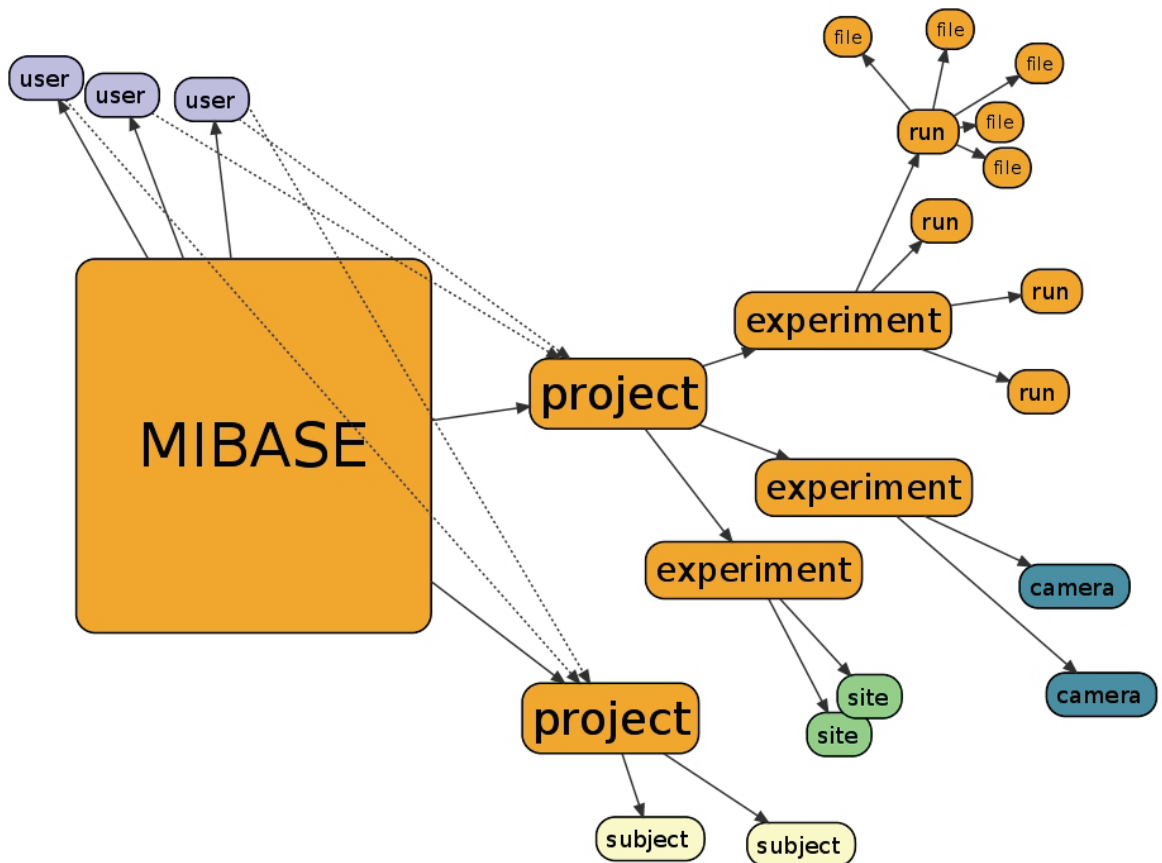 file
file
file
user
user
user
file
run
file
run
run
experiment
run
project
MIBASE
experiment
experiment
camera
camera
site
site
project
subject
subject